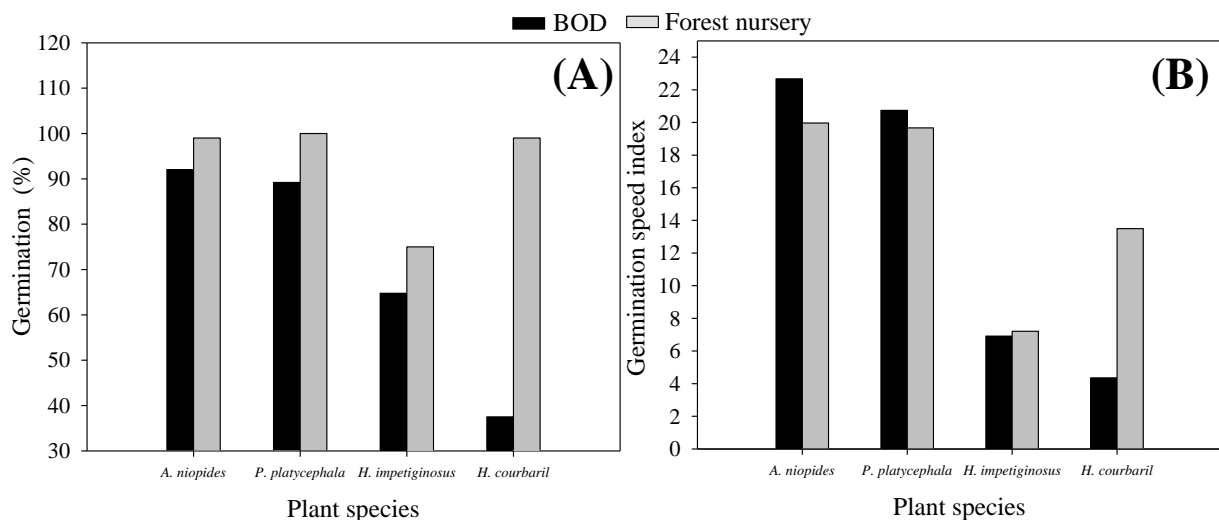 BOD Forest nursery
(A)
Germination (%)
120
110
100
90
80
70
60
50
40
30
A. niopides P. platycephala H. impetiginosus H. courbaril
Plant species
(B)
Germination speed index
24
22
20
18
16
14
12
10
8
6
4
2
0
A. niopides P. platycephala H. impetiginosus H. courbaril
Plant species